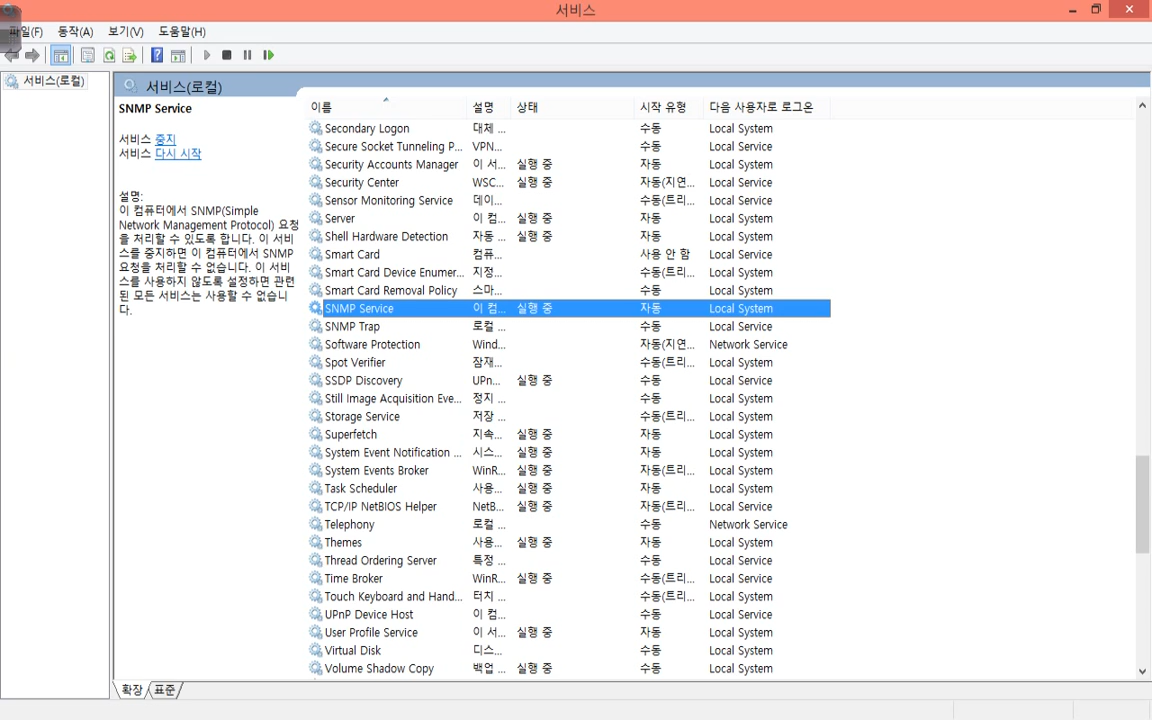 서비스
파일(F) 동작(A) 보기(V) 도움말(H)
서비스(로컬)
서비스(로컬)
SNMP Service
서비스 중지
서비스 다시 시작
설명:
이 컴퓨터에서 SNMP(Simple
Network Management Protocol) 요청
을 처리할 수 있도록 합니다. 이 서비
스를 중지하면 이 컴퓨터에서 SNMP
요청을 처리할 수 없습니다. 이 서비
스를 사용하지 않도록 설정하면 관련
된 모든 서비스는 사용할 수 없습니
다.
이름 설명 상태 시작 유형 다음 사용자로 로그온
Secondary Logon 대체 ... 수동 Local System
Secure Socket Tunneling P... VPN... 수동 Local Service
Security Accounts Manager 이 서... 실행 중 자동 Local System
Security Center WSC... 실행 중 자동(지연... Local Service
Sensor Monitoring Service 데이... 수동(트리... Local Service
Server 이 컴... 실행 중 자동 Local System
Shell Hardware Detection 자동 ... 실행 중 자동 Local System
Smart Card 컴퓨... 사용 안 함 Local Service
Smart Card Device Enumer... 지정... 수동(트리... Local System
Smart Card Removal Policy 스마... 수동 Local System
SNMP Service 이 컴... 실행 중 자동 Local System
SNMP Trap 로컬 ... 수동 Local Service
Software Protection Wind... 자동(지연... Network Service
Spot Verifier 잠재... 수동(트리... Local System
SSDP Discovery UPn... 실행 중 수동 Local Service
Still Image Acquisition Eve... 정지 ... 수동 Local System
Storage Service 저장 ... 수동(트리... Local System
Superfetch 지속... 실행 중 자동 Local System
System Event Notification ... 시스... 실행 중 자동 Local System
System Events Broker WinR... 실행 중 자동(트리... Local System
Task Scheduler 사용... 실행 중 자동 Local System
TCP/IP NetBIOS Helper NetB... 실행 중 자동(트리... Local Service
Telephony 로컬 ... 수동 Network Service
Themes 사용... 실행 중 자동 Local System
Thread Ordering Server 특정 ... 수동 Local Service
Time Broker WinR... 실행 중 수동(트리... Local Service
Touch Keyboard and Hand... 터치 ... 수동(트리... Local System
UPnP Device Host 이 컴... 수동 Local Service
User Profile Service 이 서... 실행 중 자동 Local System
Virtual Disk 디스... 수동 Local System
Volume Shadow Copy 백업 ... 실행 중 수동 Local System
확장 표준